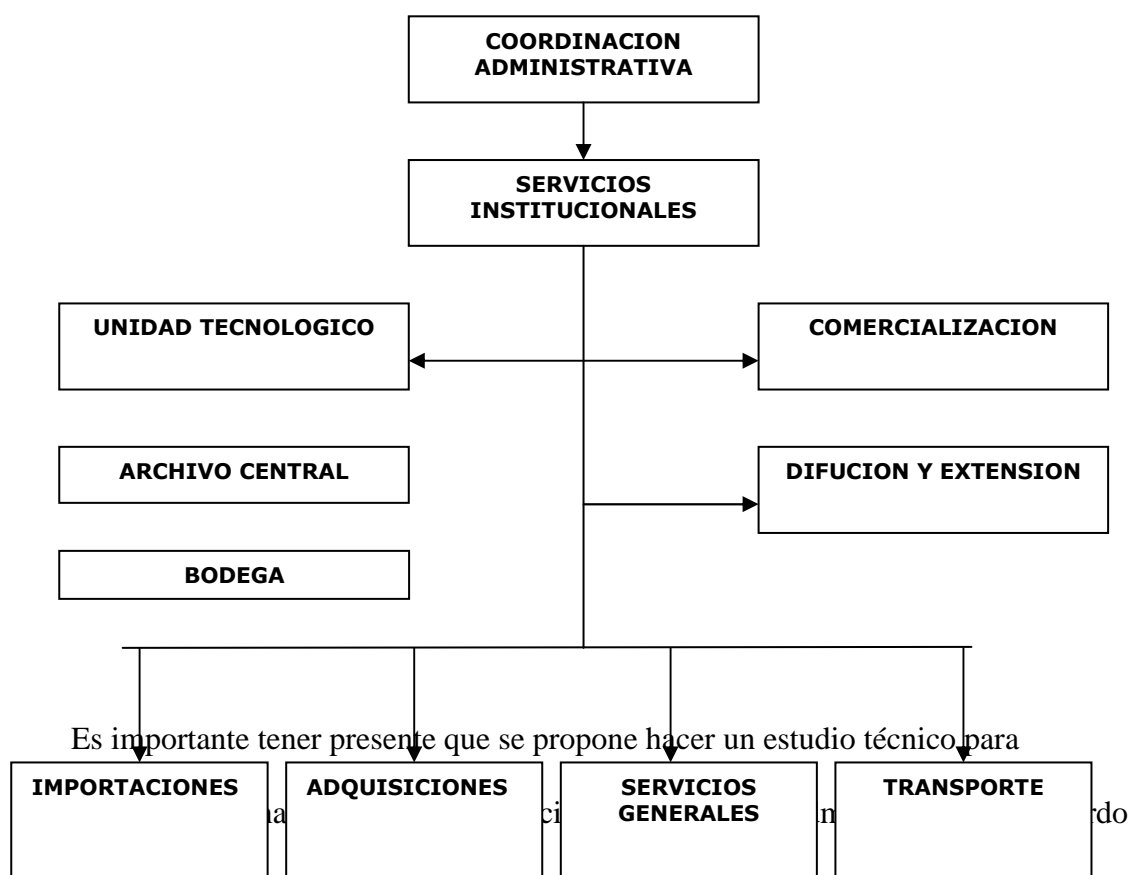 COORDINACION
ADMINISTRATIVA
SERVICIOS
INSTITUCIONALES
UNIDAD TECNOLOGICO
COMERCIALIZACION
ARCHIVO CENTRAL
DIFUCION Y EXTENSION
BODEGA
Es importante tener presente que se propone hacer un estudio técnico para
IMPORTACIONES
ADQUISICIONES
SERVICIOS
GENERALES
TRANSPORTE